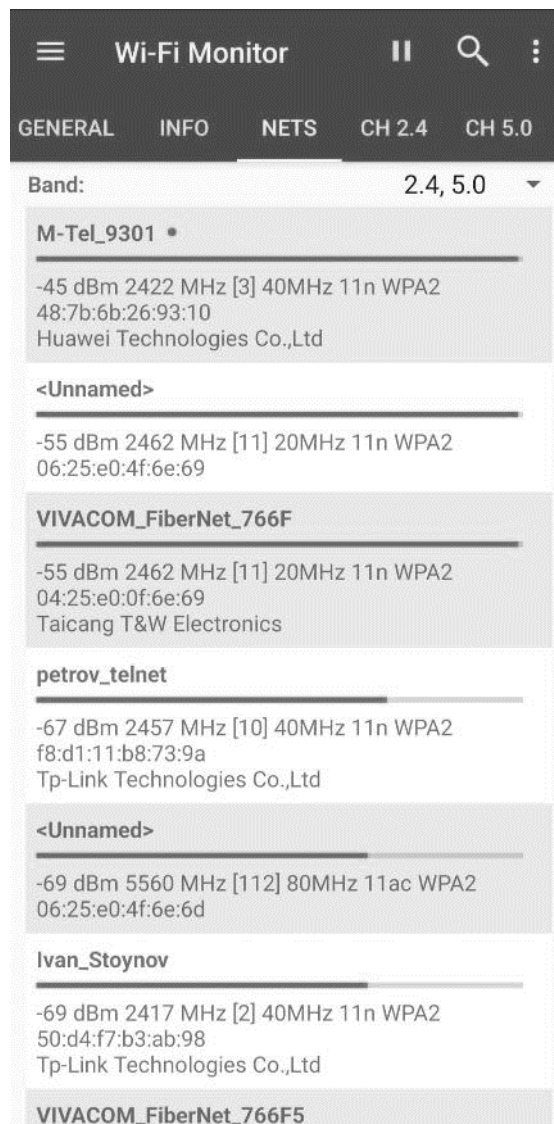 Wi-Fi Monitor
GENERAL INFO NETS CH 2.4 CH 5.0
Band: 2.4, 5.0
M-Tel_9301
-45 dBm 2422 MHz [3] 40MHz 11n WPA2
48:7b:6b:26:93:10
Huawei Technologies Co.,Ltd
<Unnamed>
-55 dBm 2462 MHz [11] 20MHz 11n WPA2
06:25:e0:4f:6e:69
VIVACOM_FiberNet_766F
-55 dBm 2462 MHz [11] 20MHz 11n WPA2
04:25:e0:0f:6e:69
Taicang T&W Electronics
petrov_telnet
-67 dBm 2457 MHz [10] 40MHz 11n WPA2
f8:d1:11:b8:73:9a
Tp-Link Technologies Co.,Ltd
<Unnamed>
-69 dBm 5560 MHz [112] 80MHz 11ac WPA2
06:25:e0:4f:6e:6d
Ivan_Stoynov
-69 dBm 2417 MHz [2] 40MHz 11n WPA2
50:d4:f7:b3:ab:98
Tp-Link Technologies Co.,Ltd
VIVACOM_FiberNet_766F5